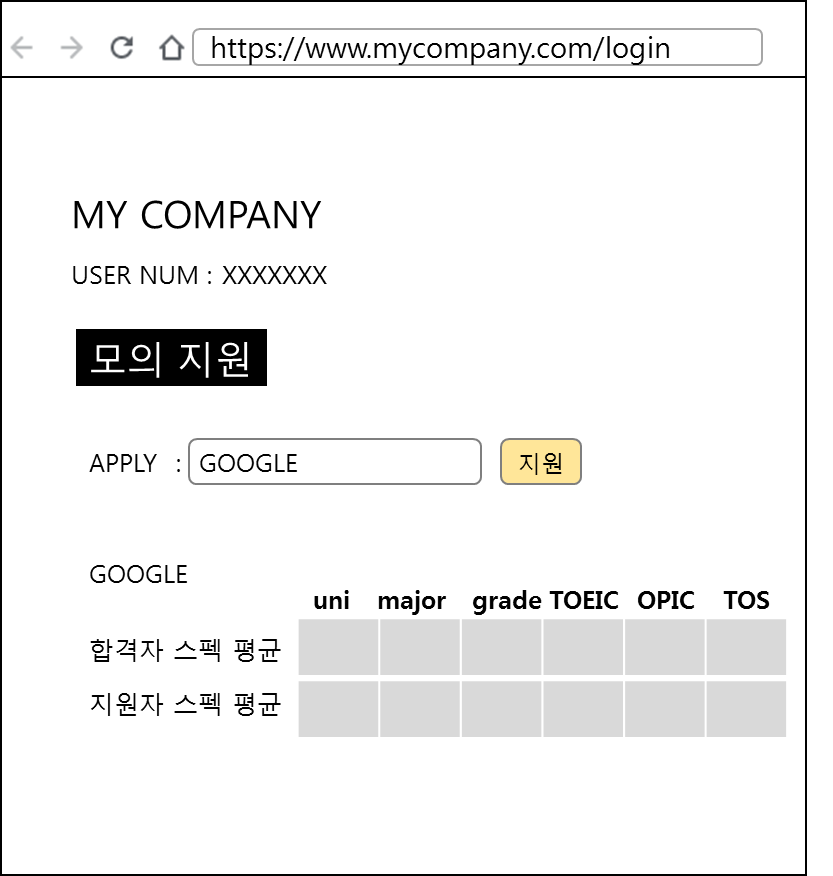 https://www.mycompany.com/login
MY COMPANY
USER NUM : XXXXXXX
모의 지원
APPLY : GOOGLE 지원
GOOGLE
uni major grade TOEIC OPIC TOS
합격자 스펙 평균
지원자 스펙 평균